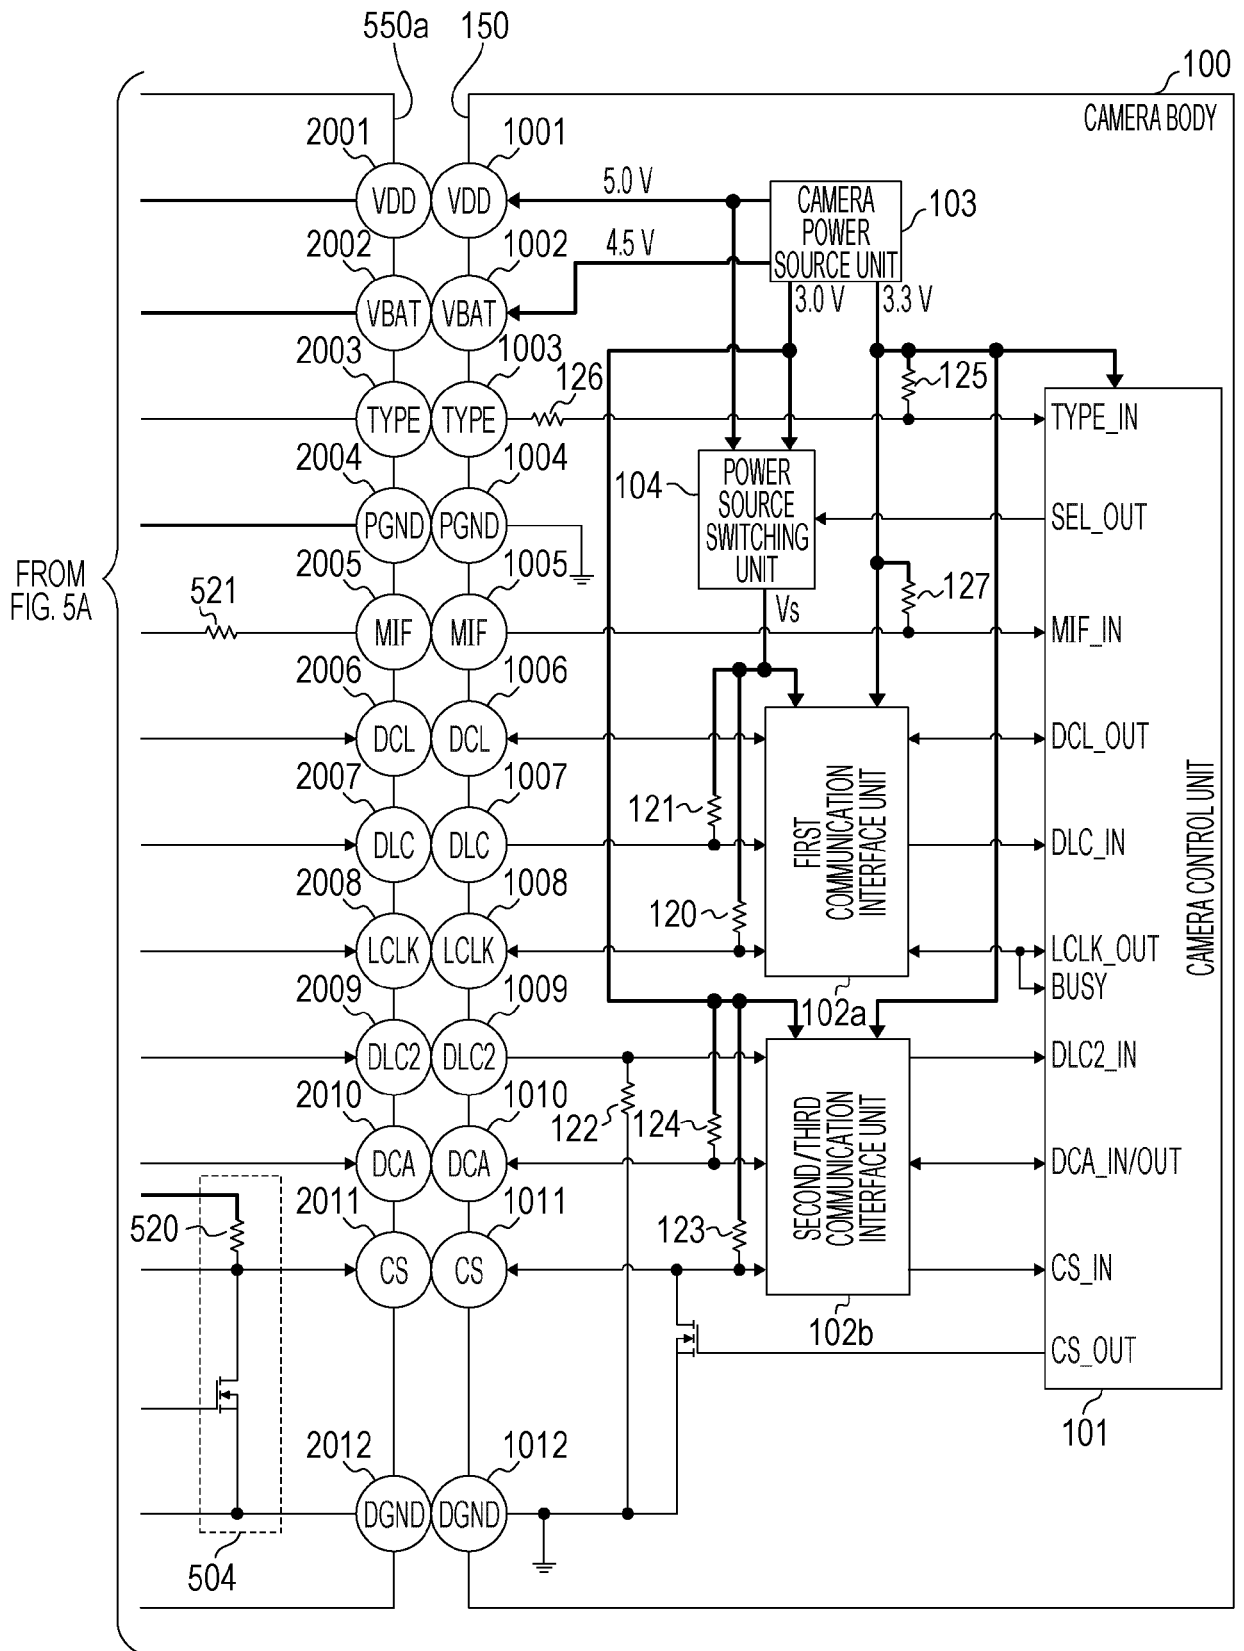 550a 150
100
CAMERA BODY
2001 1001
VDD VDD
5.0 V
CAMERA
POWER
SOURCE UNIT
103
2002 1002
VBAT VBAT
4.5 V
3.0 V 3.3 V
2003 1003
TYPE TYPE
126
125
TYPE_IN
2004 1004
PGND PGND
104
POWER
SOURCE
SWITCHING
UNIT
SEL_OUT
FROM
FIG. 5A
2005 1005
521
MIF MIF
Vs
127
MIF_IN
2006 1006
DCL DCL
DCL_OUT
2007 1007
DLC DLC
121
FIRST
COMMUNICATION
INTERFACE UNIT
DLC_IN
CAMERA CONTROL UNIT
2008 1008
LCLK LCLK
120
LCLK_OUT
BUSY
102a
2009 1009
DLC2 DLC2
DLC2_IN
2010 1010
DCA DCA
122 124
SECOND/THIRD
COMMUNICATION
INTERFACE UNIT
DCA_IN/OUT
2011 1011
520
CS CS
123
CS_IN
102b
CS_OUT
101
2012 1012
DGND DGND
504